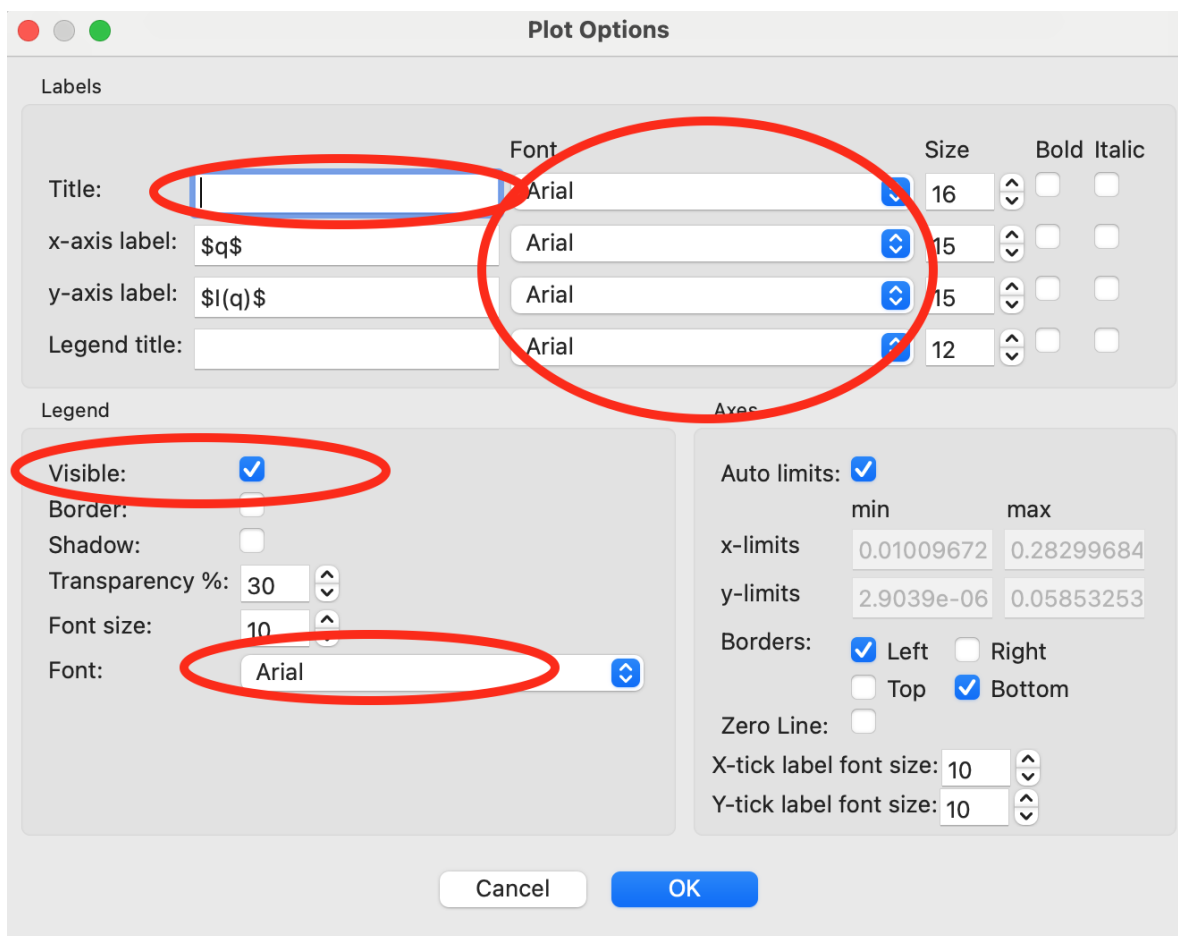 Plot Options
Labels
Font Size Bold Italic
Title: Arial 16
x-axis label: $q$ Arial 15
y-axis label: $I(q)$ Arial 15
Legend title: Arial 12
Legend
Visible:
Border:
Shadow:
Transparency %: 30
Font size: 10
Font: Arial
Axes
Auto limits:
min max
x-limits 0.01009672 0.28299684
y-limits 2.9039e-06 0.05853253
Borders: Left Right
Top Bottom
Zero Line:
X-tick label font size: 10
Y-tick label font size: 10
Cancel OK